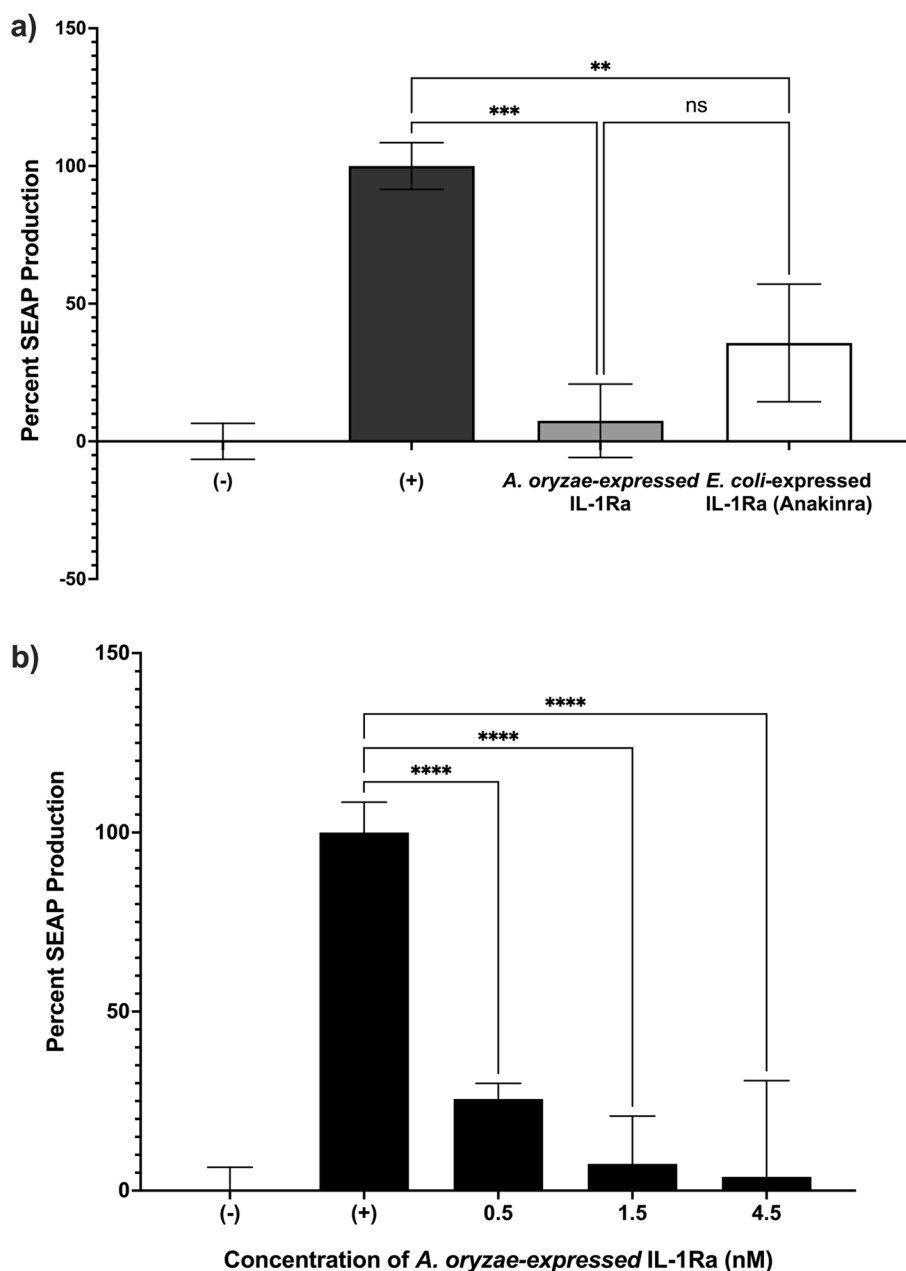 a)
150
100
50
0
-50
Percent SEAP Production
**
***
ns
(-)
(+)
A. oryzae-expressed
IL-1Ra
E. coli-expressed
IL-1Ra (Anakinra)
b)
150
100
50
0
Percent SEAP Production
****
****
****
(-)
(+)
0.5
1.5
4.5
Concentration of A. oryzae-expressed IL-1Ra (nM)